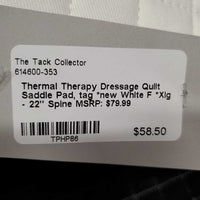 The Tack Collector
614600-353
Thermal Therapy Dressage Quilt
Saddle Pad, tag *new White F *Xlg
- 22" Spine MSRP: $79.99
$58.50
TPHP86